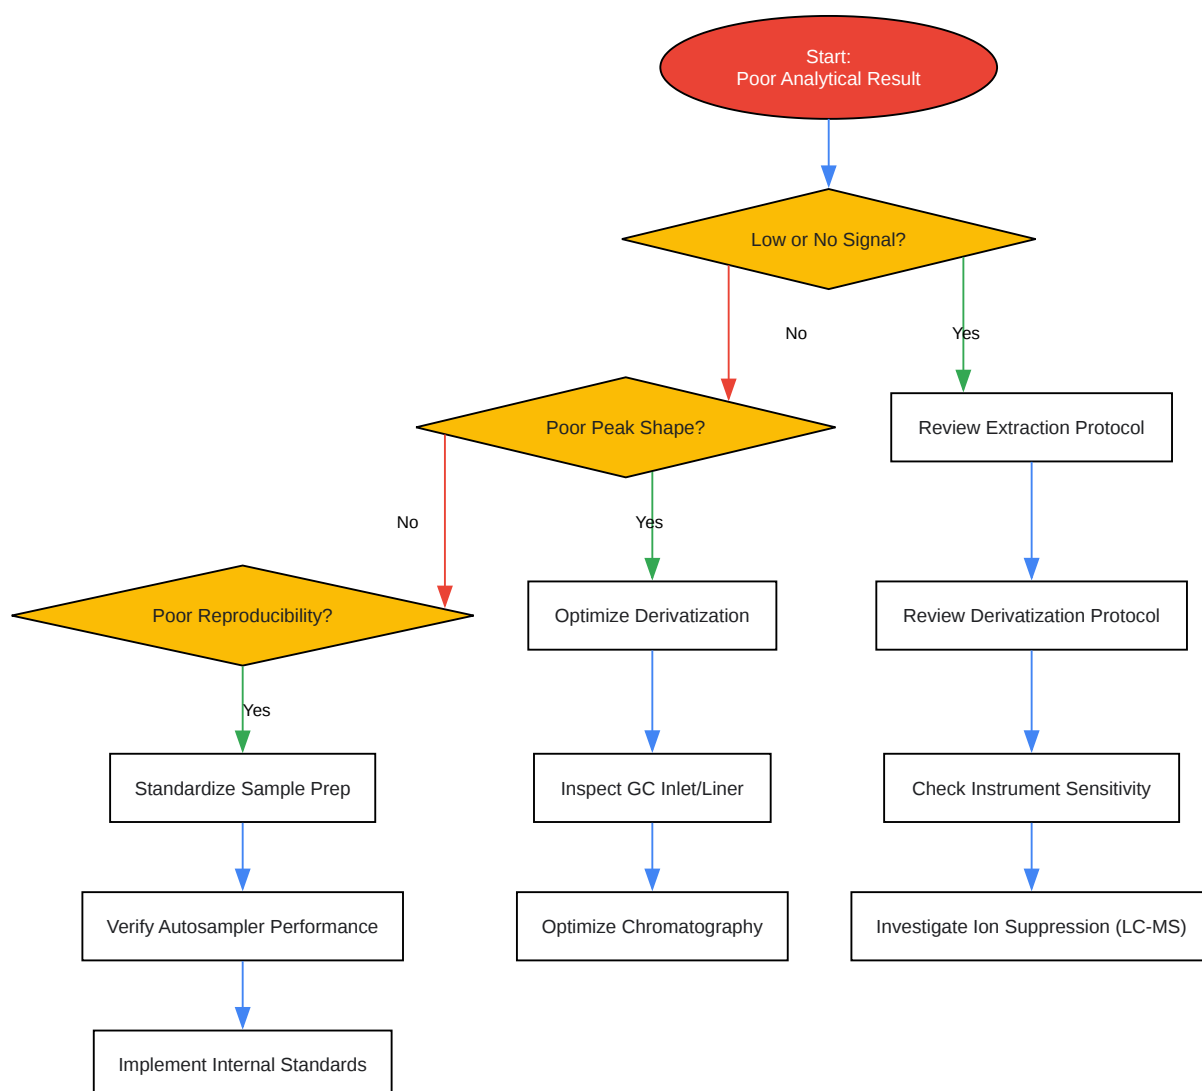 Start:
Poor Analytical Result
Low or No Signal?
No
Yes
Poor Peak Shape?
Review Extraction Protocol
No
Yes
Poor Reproducibility?
Optimize Derivatization
Review Derivatization Protocol
Yes
Standardize Sample Prep
Inspect GC Inlet/Liner
Check Instrument Sensitivity
Verify Autosampler Performance
Optimize Chromatography
Investigate Ion Suppression (LC-MS)
Implement Internal Standards